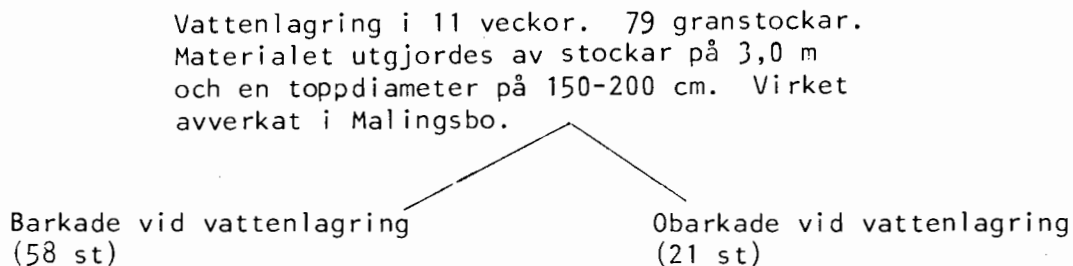 Vattenlagring i 11 veckor. 79 granstockar.
Materialet utgjordes av stockar på 3,0 m
och en toppdiameter på 150-200 cm. Virket
avverkat i Malingsbo.
Barkade vid vattenlagring
(58 st)
Obarkade vid vattenlagring
(21 st)